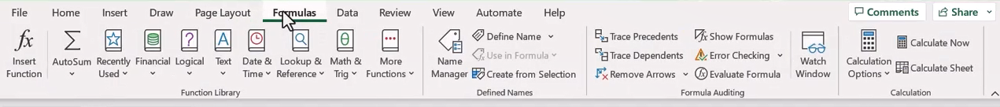 File Home Insert Draw Page Layout Formulas Data Review View Automate Help Comments Share
fx
Insert
Function
AutoSum
Recently
Used
Financial
Logical
Text
Date &
Time
Lookup &
Reference
Math &
Trig
More
Functions
Function Library
Name
Manager
Define Name
Use in Formula
Create from Selection
Defined Names
Trace Precedents
Trace Dependents
Remove Arrows
Show Formulas
Error Checking
Evaluate Formula
Formula Auditing
Watch
Window
Calculation
Options
Calculate Now
Calculate Sheet
Calculation